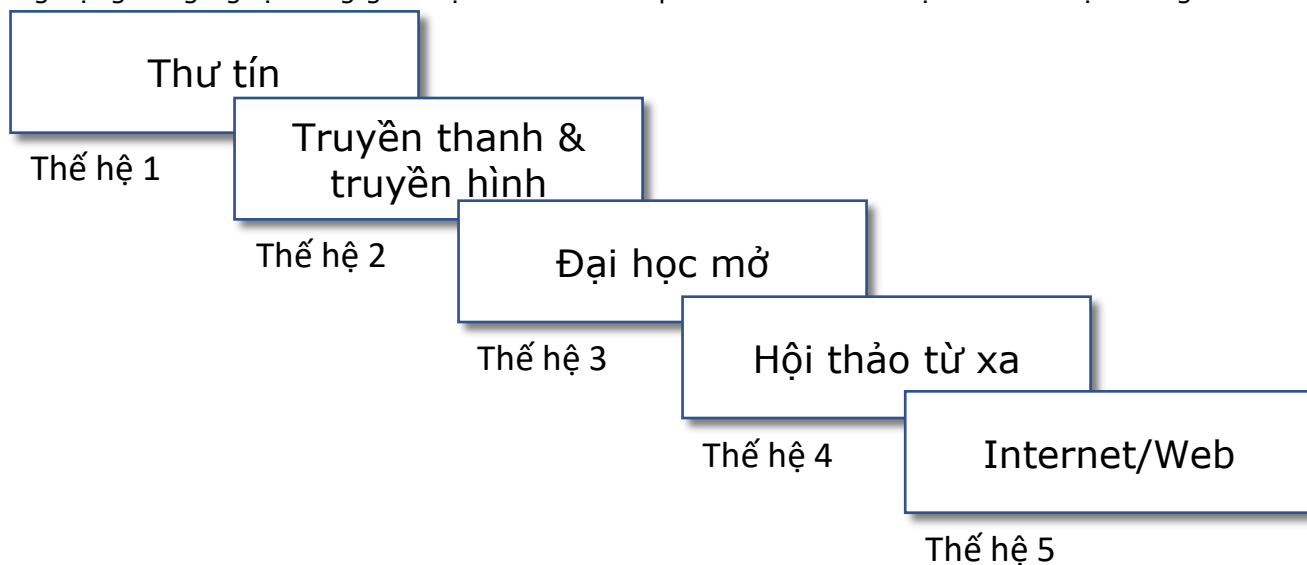 Thư tín
Thế hệ 1
Truyền thanh &
truyền hình
Thế hệ 2
Đại học mở
Thế hệ 3
Hội thảo từ xa
Thế hệ 4
Internet/Web
Thế hệ 5